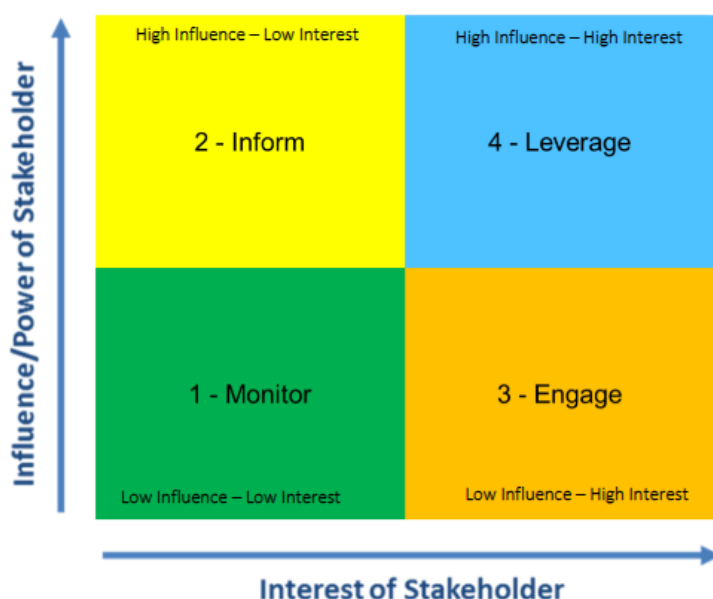 High Influence – Low Interest
High Influence – High Interest
2 - Inform
4 - Leverage
Influence/Power of Stakeholder
1 - Monitor
3 - Engage
Low Influence – Low Interest
Low Influence – High Interest
Interest of Stakeholder